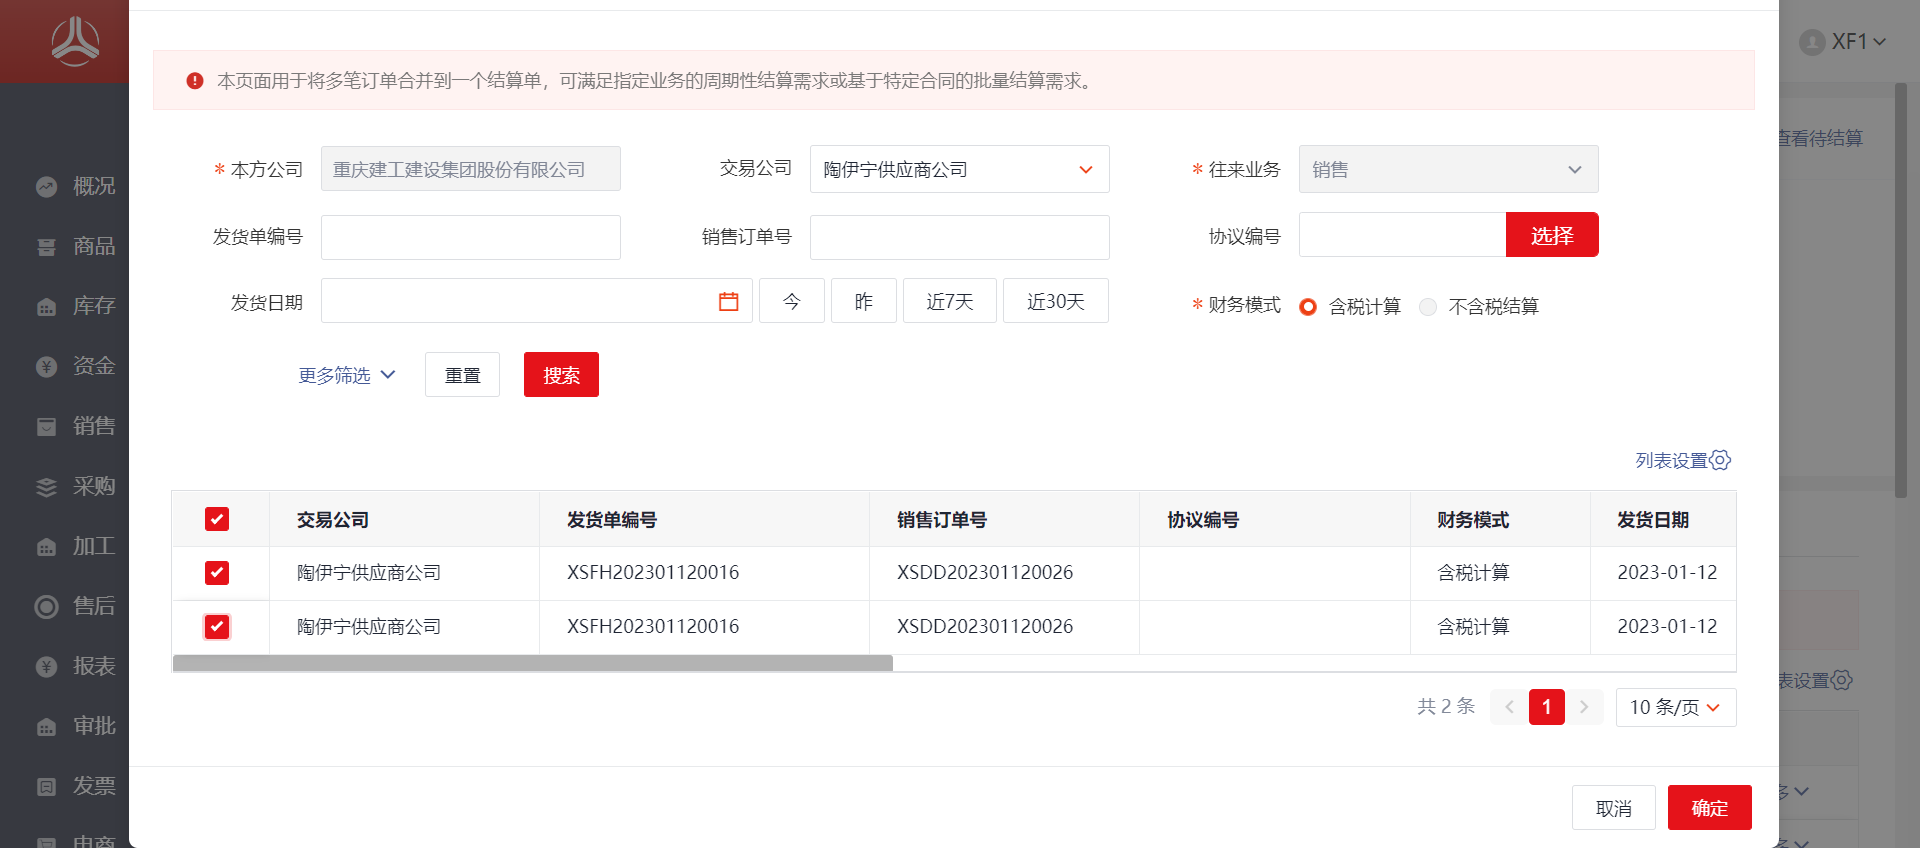 XF1
本页面用于将多笔订单合并到一个结算单，可满足指定业务的周期性结算需求或基于特定合同的批量结算需求。
查看待结算
* 本方公司 重庆建工建设集团股份有限公司 交易公司 陶伊宁供应商公司 * 往来业务 销售
发货单编号 销售订单号 协议编号 选择
发货日期 今 昨 近7天 近30天 * 财务模式 含税计算 不含税结算
更多筛选 重置 搜索
列表设置
交易公司 发货单编号 销售订单号 协议编号 财务模式 发货日期
陶伊宁供应商公司 XSFH202301120016 XSDD202301120026 含税计算 2023-01-12
陶伊宁供应商公司 XSFH202301120016 XSDD202301120026 含税计算 2023-01-12
共 2 条 1 10 条/页
取消 确定
概况
商品
库存
资金
销售
采购
加工
售后
报表
审批
发票
电商
表设置